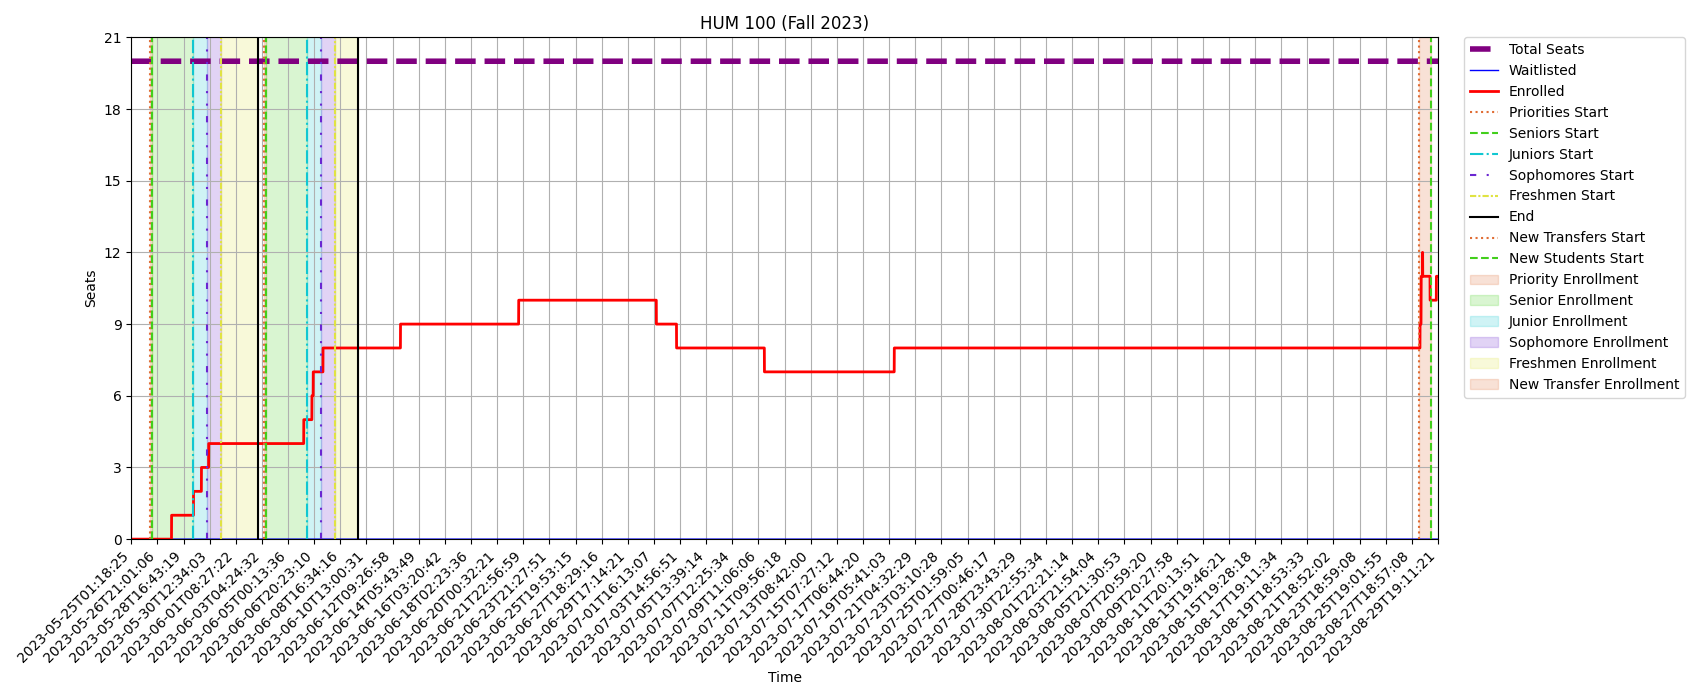 HUM 100 (Fall 2023)
Seats
21
18
15
12
9
6
3
0
2023-05-25T01:18:25
2023-05-26T21:01:06
2023-05-28T16:43:19
2023-05-30T12:34:03
2023-06-01T08:27:22
2023-06-03T04:24:32
2023-06-05T00:13:36
2023-06-06T20:23:10
2023-06-08T16:34:16
2023-06-10T13:00:31
2023-06-12T09:26:58
2023-06-14T05:43:49
2023-06-16T03:20:42
2023-06-18T02:23:36
2023-06-20T00:32:21
2023-06-21T22:56:59
2023-06-23T21:27:51
2023-06-25T19:53:15
2023-06-27T18:29:16
2023-06-29T17:14:21
2023-07-01T16:13:07
2023-07-03T14:56:51
2023-07-05T13:39:14
2023-07-07T12:25:34
2023-07-09T11:06:06
2023-07-11T09:56:18
2023-07-13T08:42:00
2023-07-15T07:27:12
2023-07-17T06:44:20
2023-07-19T05:41:03
2023-07-21T04:32:29
2023-07-23T03:10:28
2023-07-25T01:59:05
2023-07-27T00:46:17
2023-07-28T23:43:29
2023-07-30T22:55:34
2023-08-01T22:21:14
2023-08-03T21:54:04
2023-08-05T21:30:53
2023-08-07T20:59:20
2023-08-09T20:27:58
2023-08-11T20:13:51
2023-08-13T19:46:21
2023-08-15T19:28:18
2023-08-17T19:11:34
2023-08-19T18:53:33
2023-08-21T18:52:02
2023-08-23T18:59:08
2023-08-25T19:01:55
2023-08-27T18:57:08
2023-08-29T19:11:21
Time
Total Seats
Waitlisted
Enrolled
Priorities Start
Seniors Start
Juniors Start
Sophomores Start
Freshmen Start
End
New Transfers Start
New Students Start
Priority Enrollment
Senior Enrollment
Junior Enrollment
Sophomore Enrollment
Freshmen Enrollment
New Transfer Enrollment